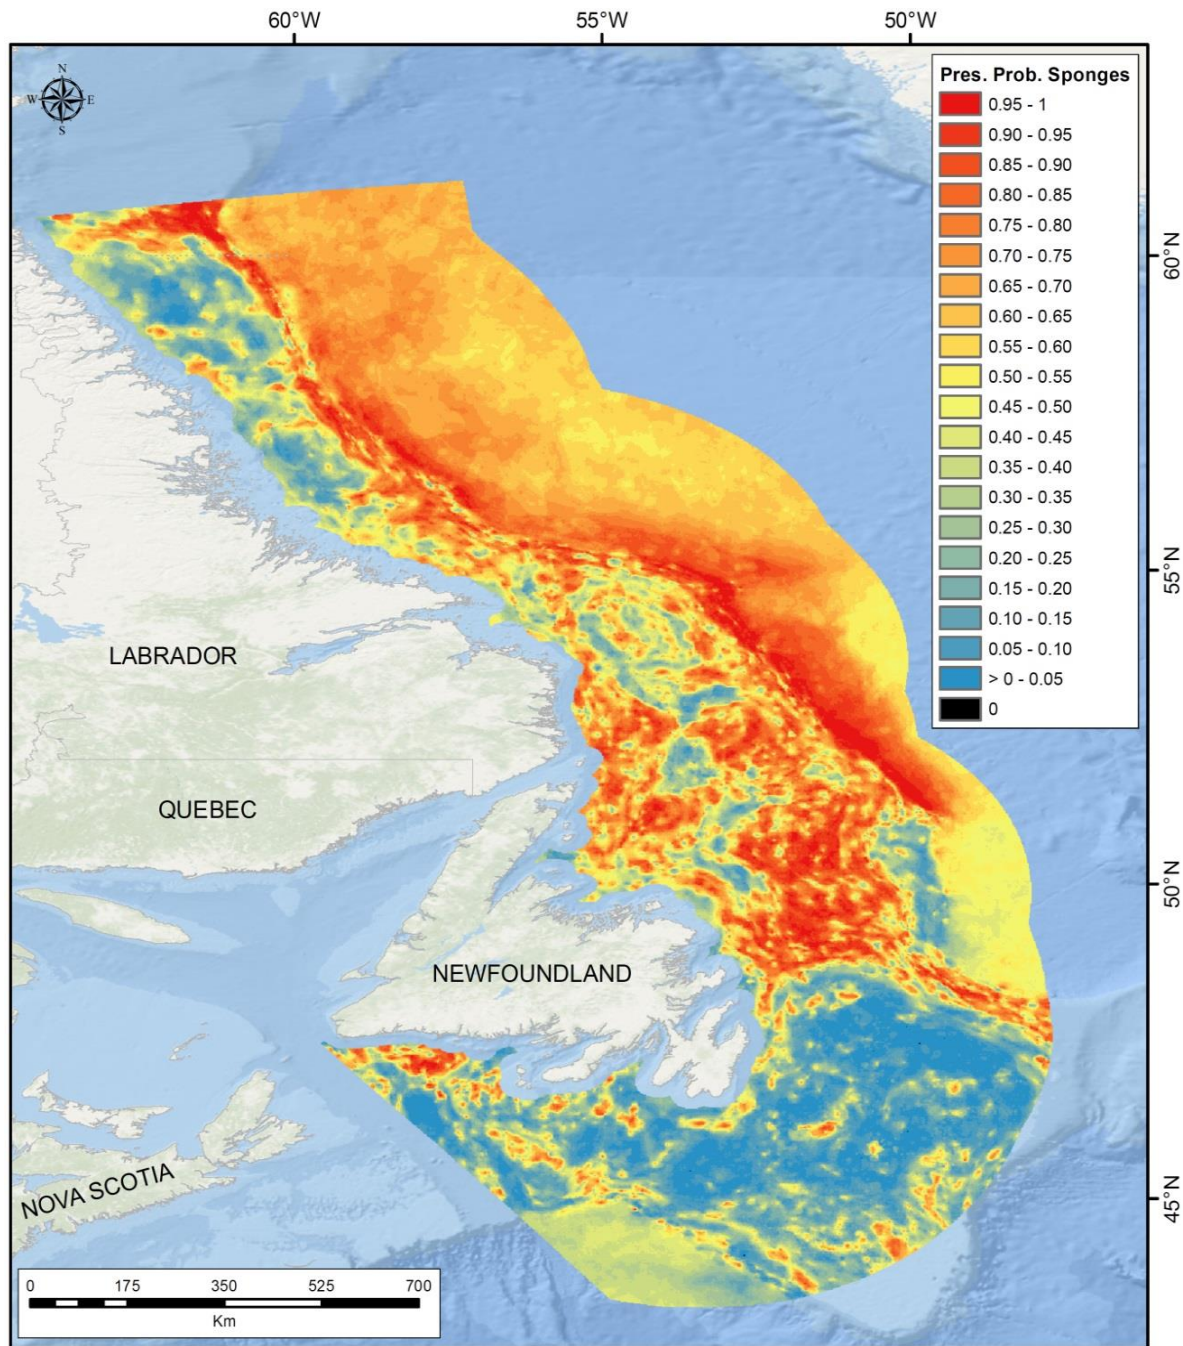 60°W 55°W 50°W
N
W E
S
Pres. Prob. Sponges
0.95 - 1
0.90 - 0.95
0.85 - 0.90
0.80 - 0.85
0.75 - 0.80
0.70 - 0.75
0.65 - 0.70
0.60 - 0.65
0.55 - 0.60
0.50 - 0.55
0.45 - 0.50
0.40 - 0.45
0.35 - 0.40
0.30 - 0.35
0.25 - 0.30
0.20 - 0.25
0.15 - 0.20
0.10 - 0.15
0.05 - 0.10
> 0 - 0.05
0
60°N
55°N
50°N
45°N
LABRADOR
QUEBEC
NEWFOUNDLAND
NOVA SCOTIA
0 175 350 525 700
Km